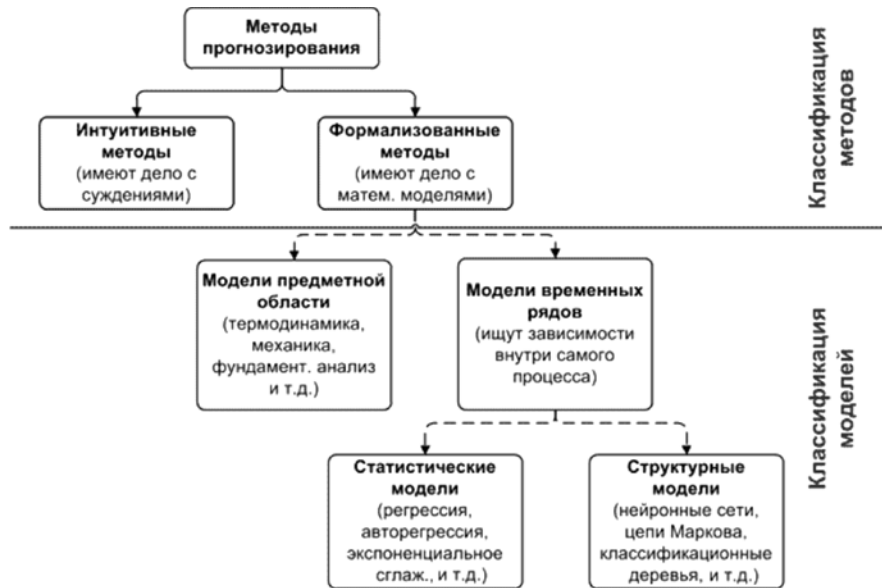 Методы
прогнозирования
Интуитивные
методы
(имеют дело с
суждениями)
Формализованные
методы
(имеют дело с
матем. моделями)
Классификация
методов
Модели предметной
области
(термодинамика,
механика,
фундамент. анализ
и т.д.)
Модели временных
рядов
(ищут зависимости
внутри самого
процесса)
Статистические
модели
(регрессия,
авторегрессия,
экспоненциальное
сглаж., и т.д.)
Структурные
модели
(нейронные сети,
цепи Маркова,
классификационные
деревья, и т.д.)
Классификация
моделей